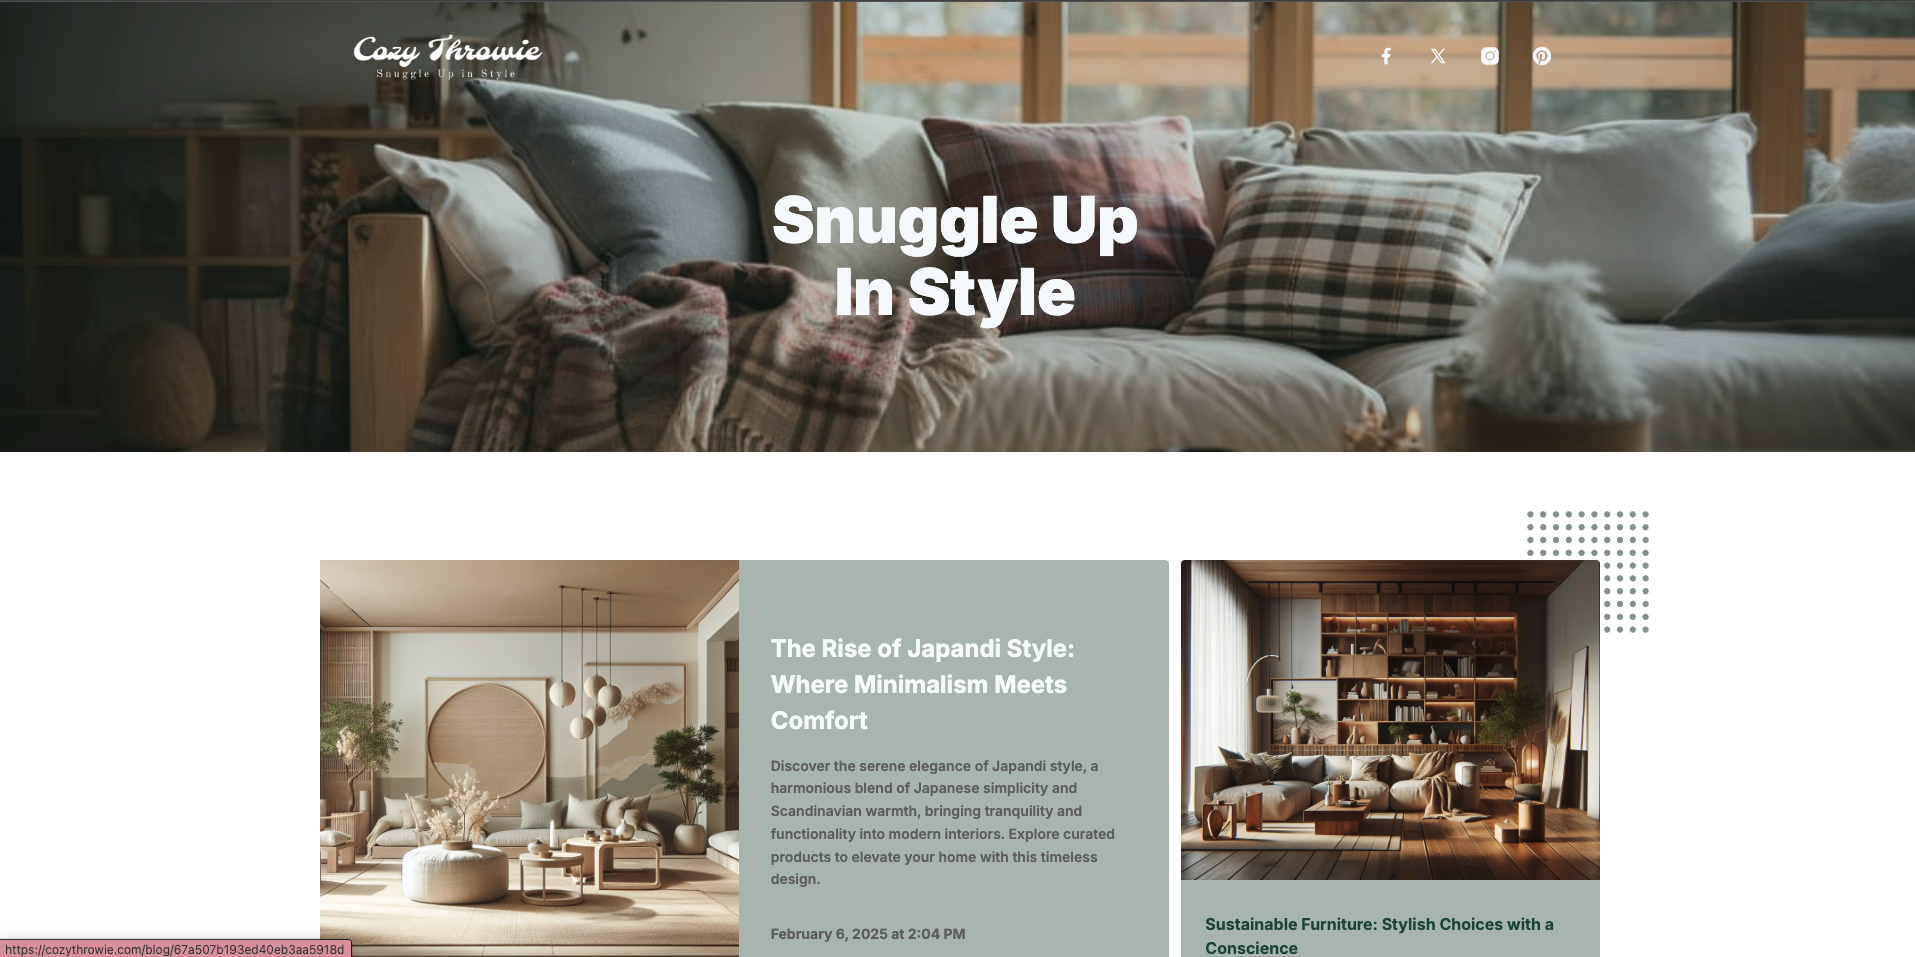 Cozy Throwie
Snuggle Up in Style
Snuggle Up
In Style
The Rise of Japandi Style:
Where Minimalism Meets
Comfort
Discover the serene elegance of Japandi style, a
harmonious blend of Japanese simplicity and
Scandinavian warmth, bringing tranquility and
functionality into modern interiors. Explore curated
products to elevate your home with this timeless
design.
February 6, 2025 at 2:04 PM
Sustainable Furniture: Stylish Choices with a
Conscience
https://cozythrowie.com/blog/67a507b193ed40eb3aa5918d